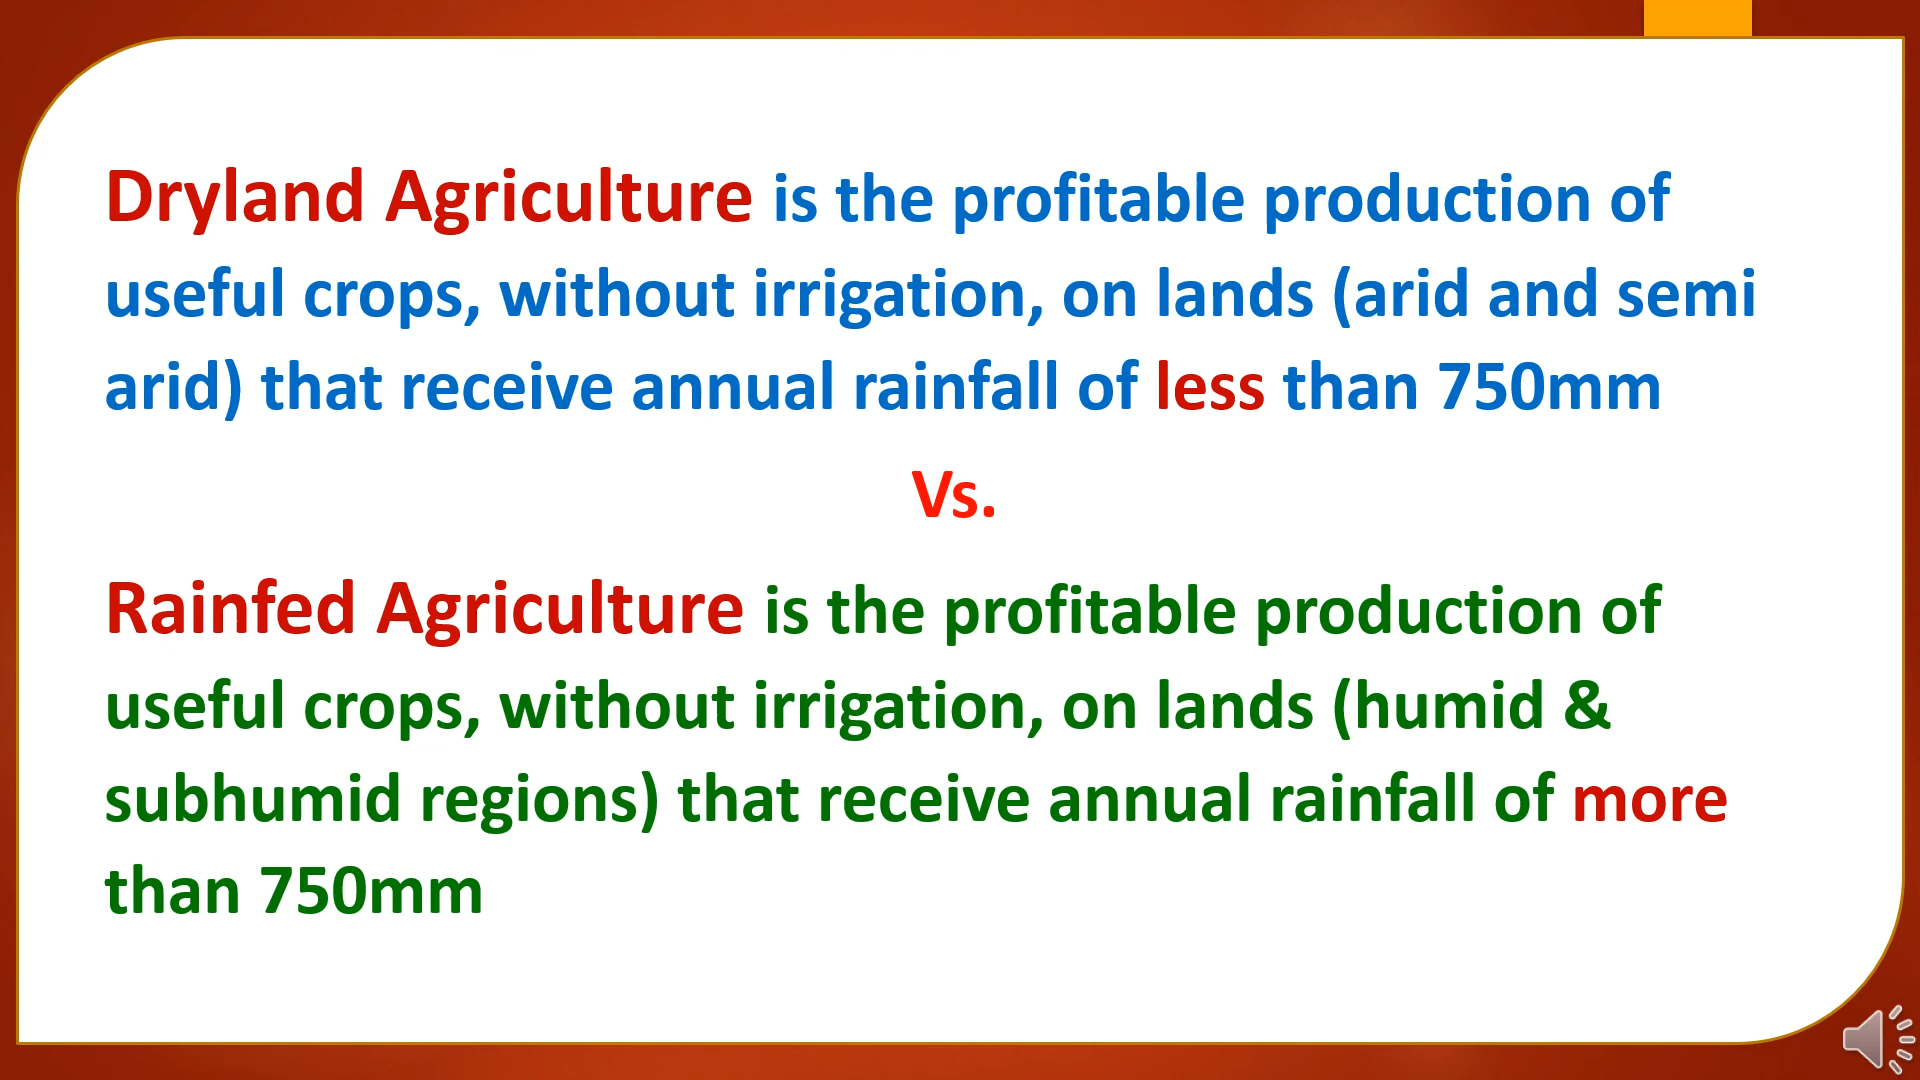 Dryland Agriculture is the profitable production of
useful crops, without irrigation, on lands (arid and semi
arid) that receive annual rainfall of less than 750mm
Vs.
Rainfed Agriculture is the profitable production of
useful crops, without irrigation, on lands (humid &
subhumid regions) that receive annual rainfall of more
than 750mm